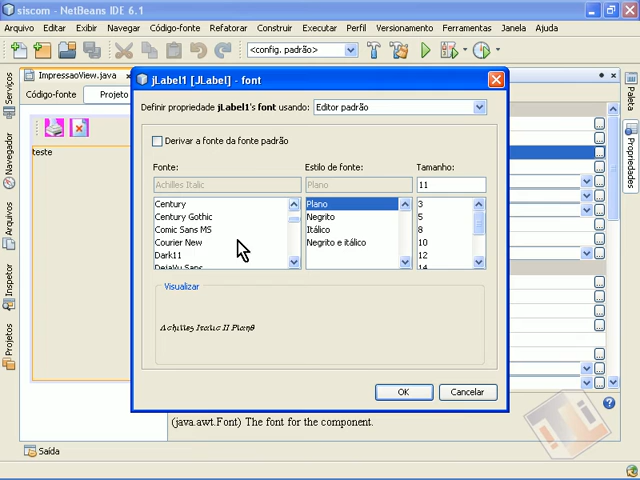 siscom - NetBeans IDE 6.1
Arquivo Editar Navegar Código-fonte Refatorar Construir Executar Perfil Versionamento Ferramentas Janela Ajuda
<config. padrão>
ImpressaoView.java
Código-fonte Projeto
teste
Serviços
Navegador
Arquivos
Inspetor
Projetos
Paleta
Propriedades
jLabel1 [JLabel] - font
Definir propriedade jLabel1's font usando: Editor padrão
Derivar a fonte da fonte padrão
Fonte: Estilo de fonte: Tamanho:
Achilles Italic Plano 11
Century Plano 3
Century Gothic Negrito 5
Comic Sans MS Itálico 8
Courier New Negrito e itálico 10
Dark11 12
DejaVu Sans 14
Visualizar
Achilles Italic 11 Plano
OK Cancelar
(java.awt.Font) The font for the component.
Saída